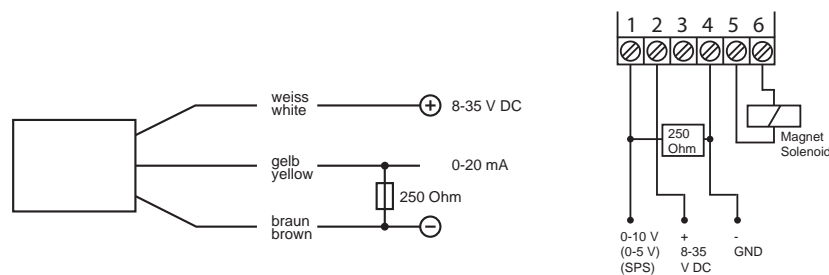 weiss
white
8-35 V DC
gelb
yellow
0-20 mA
250 Ohm
braun
brown
1 2 3 4 5 6
250
Ohm
Magnet
Solenoid
0-10 V
(0-5 V)
(SPS)
+
8-35
V DC
-
GND